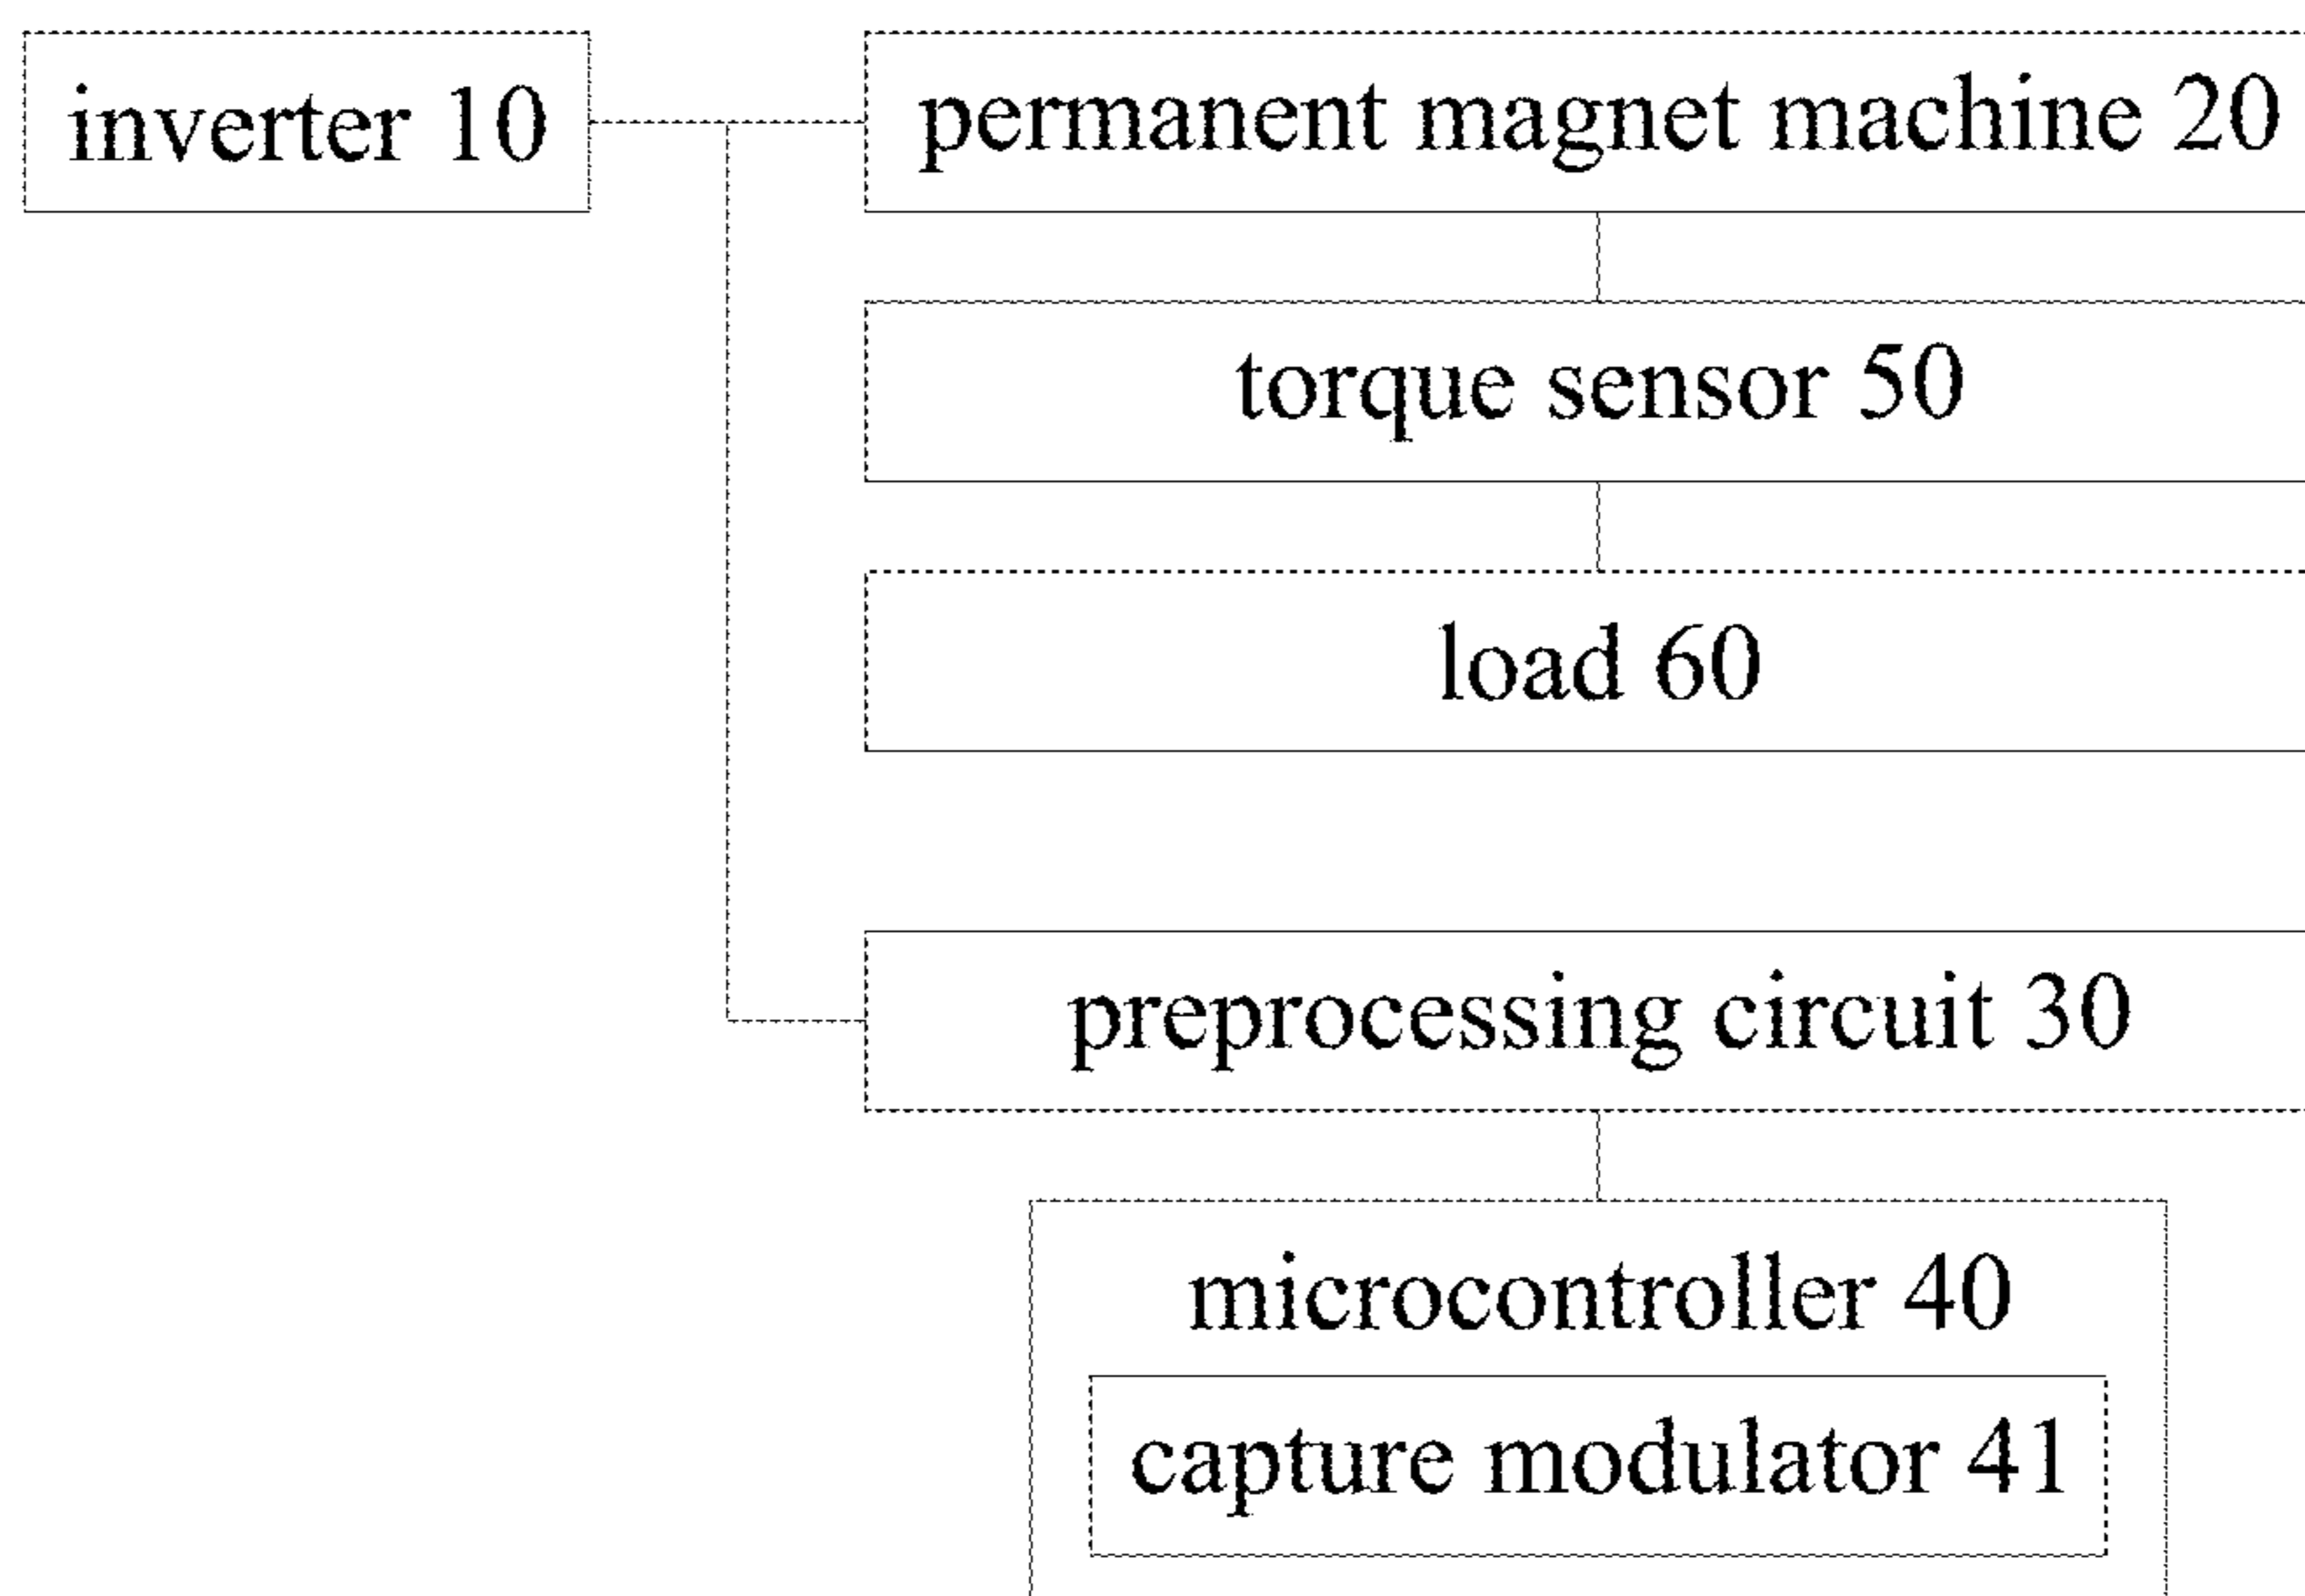 inverter 10
permanent magnet machine 20
torque sensor 50
load 60
preprocessing circuit 30
microcontroller 40
capture modulator 41